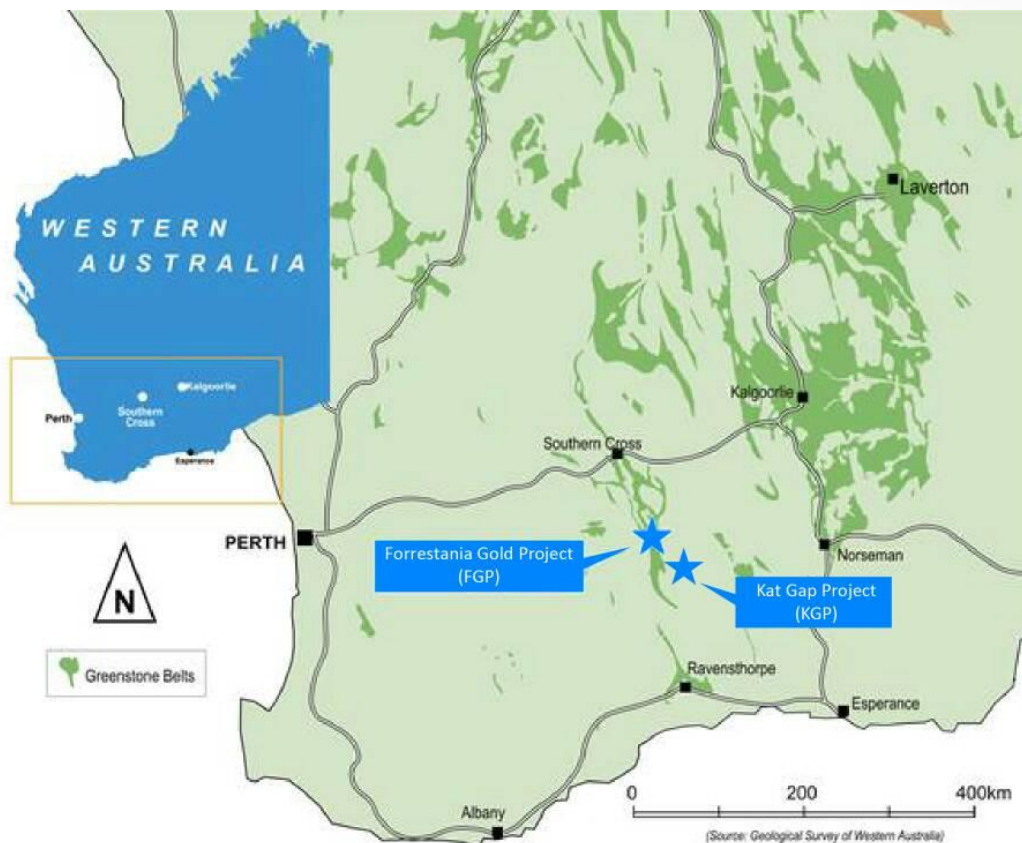 WESTERN
AUSTRALIA
Kalgoorlie
Southern
Cross
Perth
Esperance
Laverton
Kalgoorlie
Southern Cross
PERTH
Forrestania Gold Project
(FGP)
Norseman
Kat Gap Project
(KGP)
N
Greenstone Belts
Ravensthorpe
Esperance
Albany
0 200 400km
(Source: Geological Survey of Western Australia)